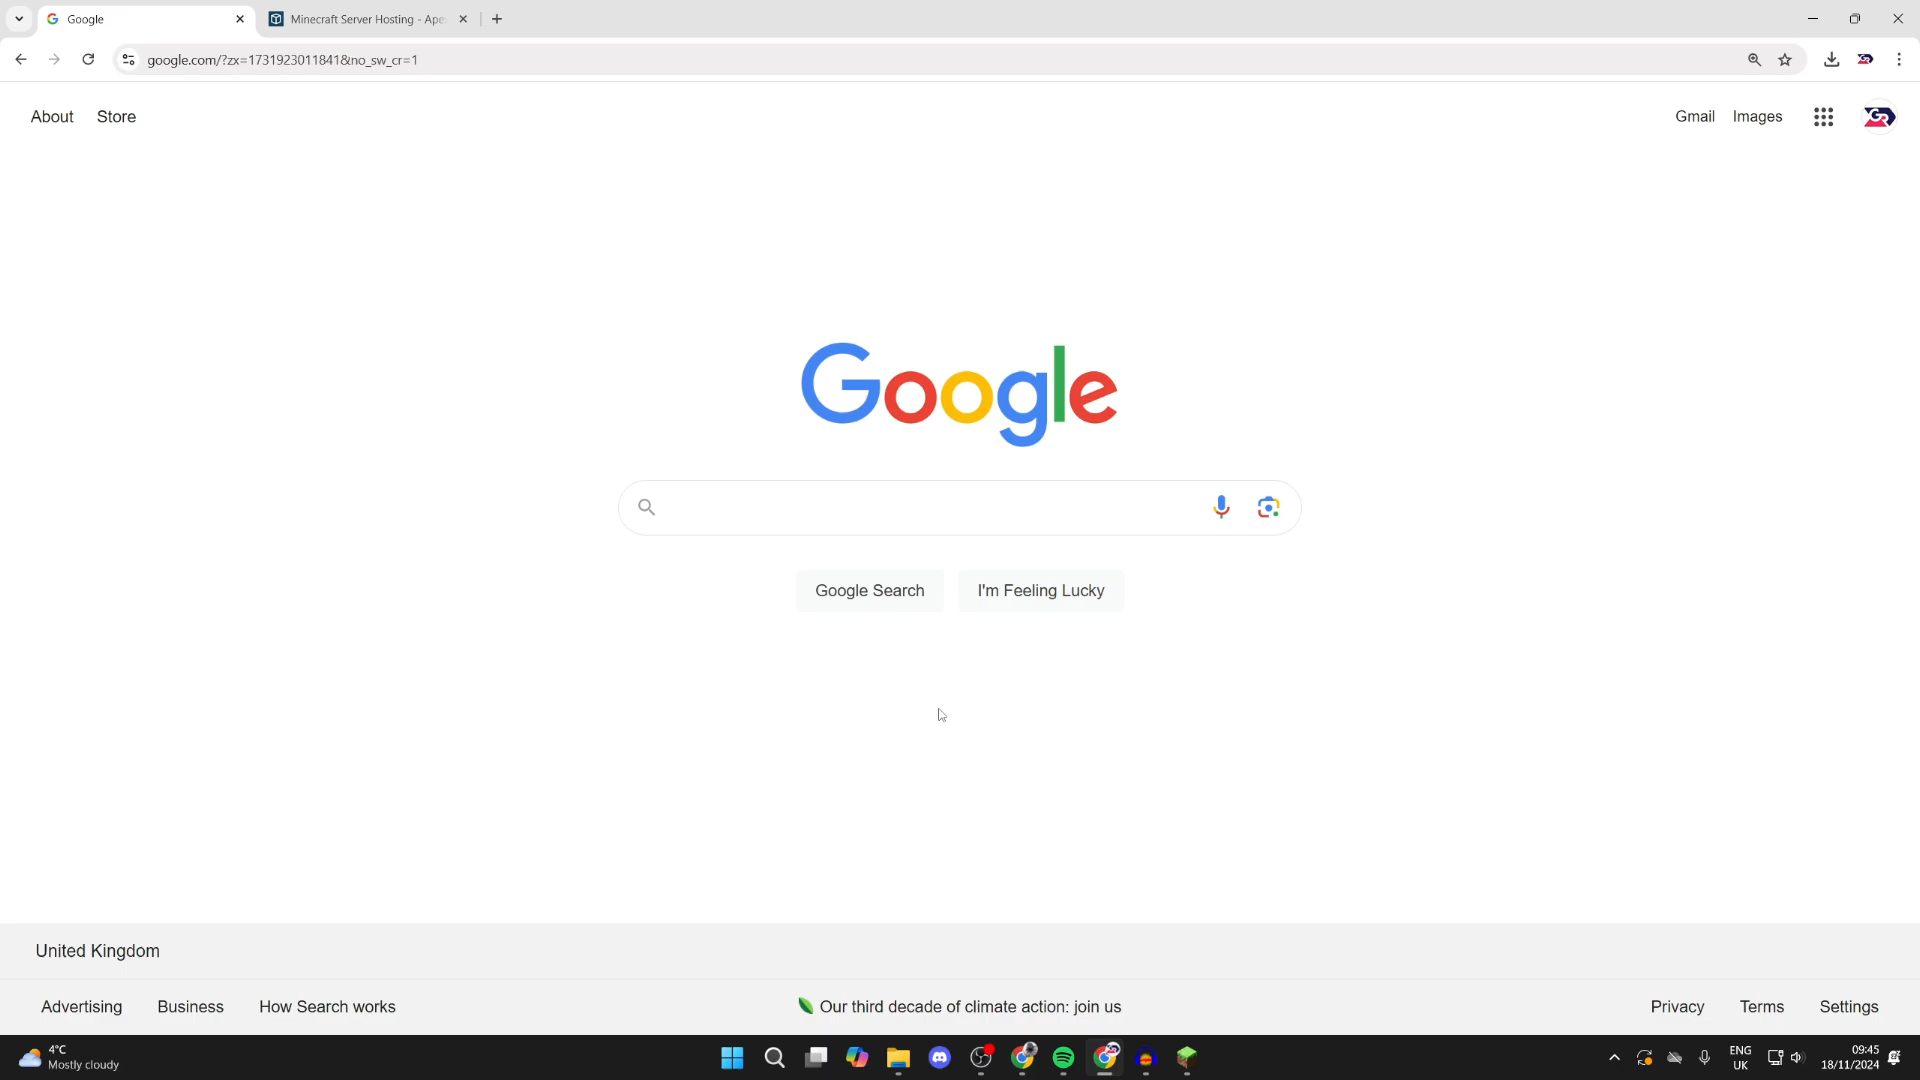 Google
Minecraft Server Hosting - Ape
google.com/?zx=1731923011841&no_sw_cr=1
About Store
Gmail Images
GR
Google
Google Search I'm Feeling Lucky
United Kingdom
Advertising Business How Search works
Our third decade of climate action: join us
Privacy Terms Settings
4°C
Mostly cloudy
ENG
UK
09:45
18/11/2024